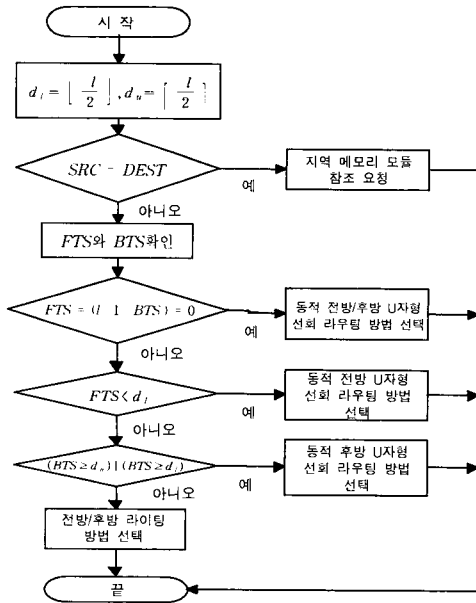 시 작
d_l = ⌊ l/2 ⌋, d_u = ⌈ l/2 ⌉
SRC = DEST
예
지역 메모리 모듈
참조 요청
아니오
FTS와 BTS확인
FTS = (l 1 BTS) = 0
예
동적 전방/후방 U자형
선회 라우팅 방법 선택
아니오
FTS < d_l
예
동적 전방 U자형
선회 라우팅 방법
선택
아니오
(BTS ≥ d_u) | (BTS ≥ d_l)
예
동적 후방 U자형
선회 라우팅 방법
선택
아니오
전방/후방 라이팅
방법 선택
끝